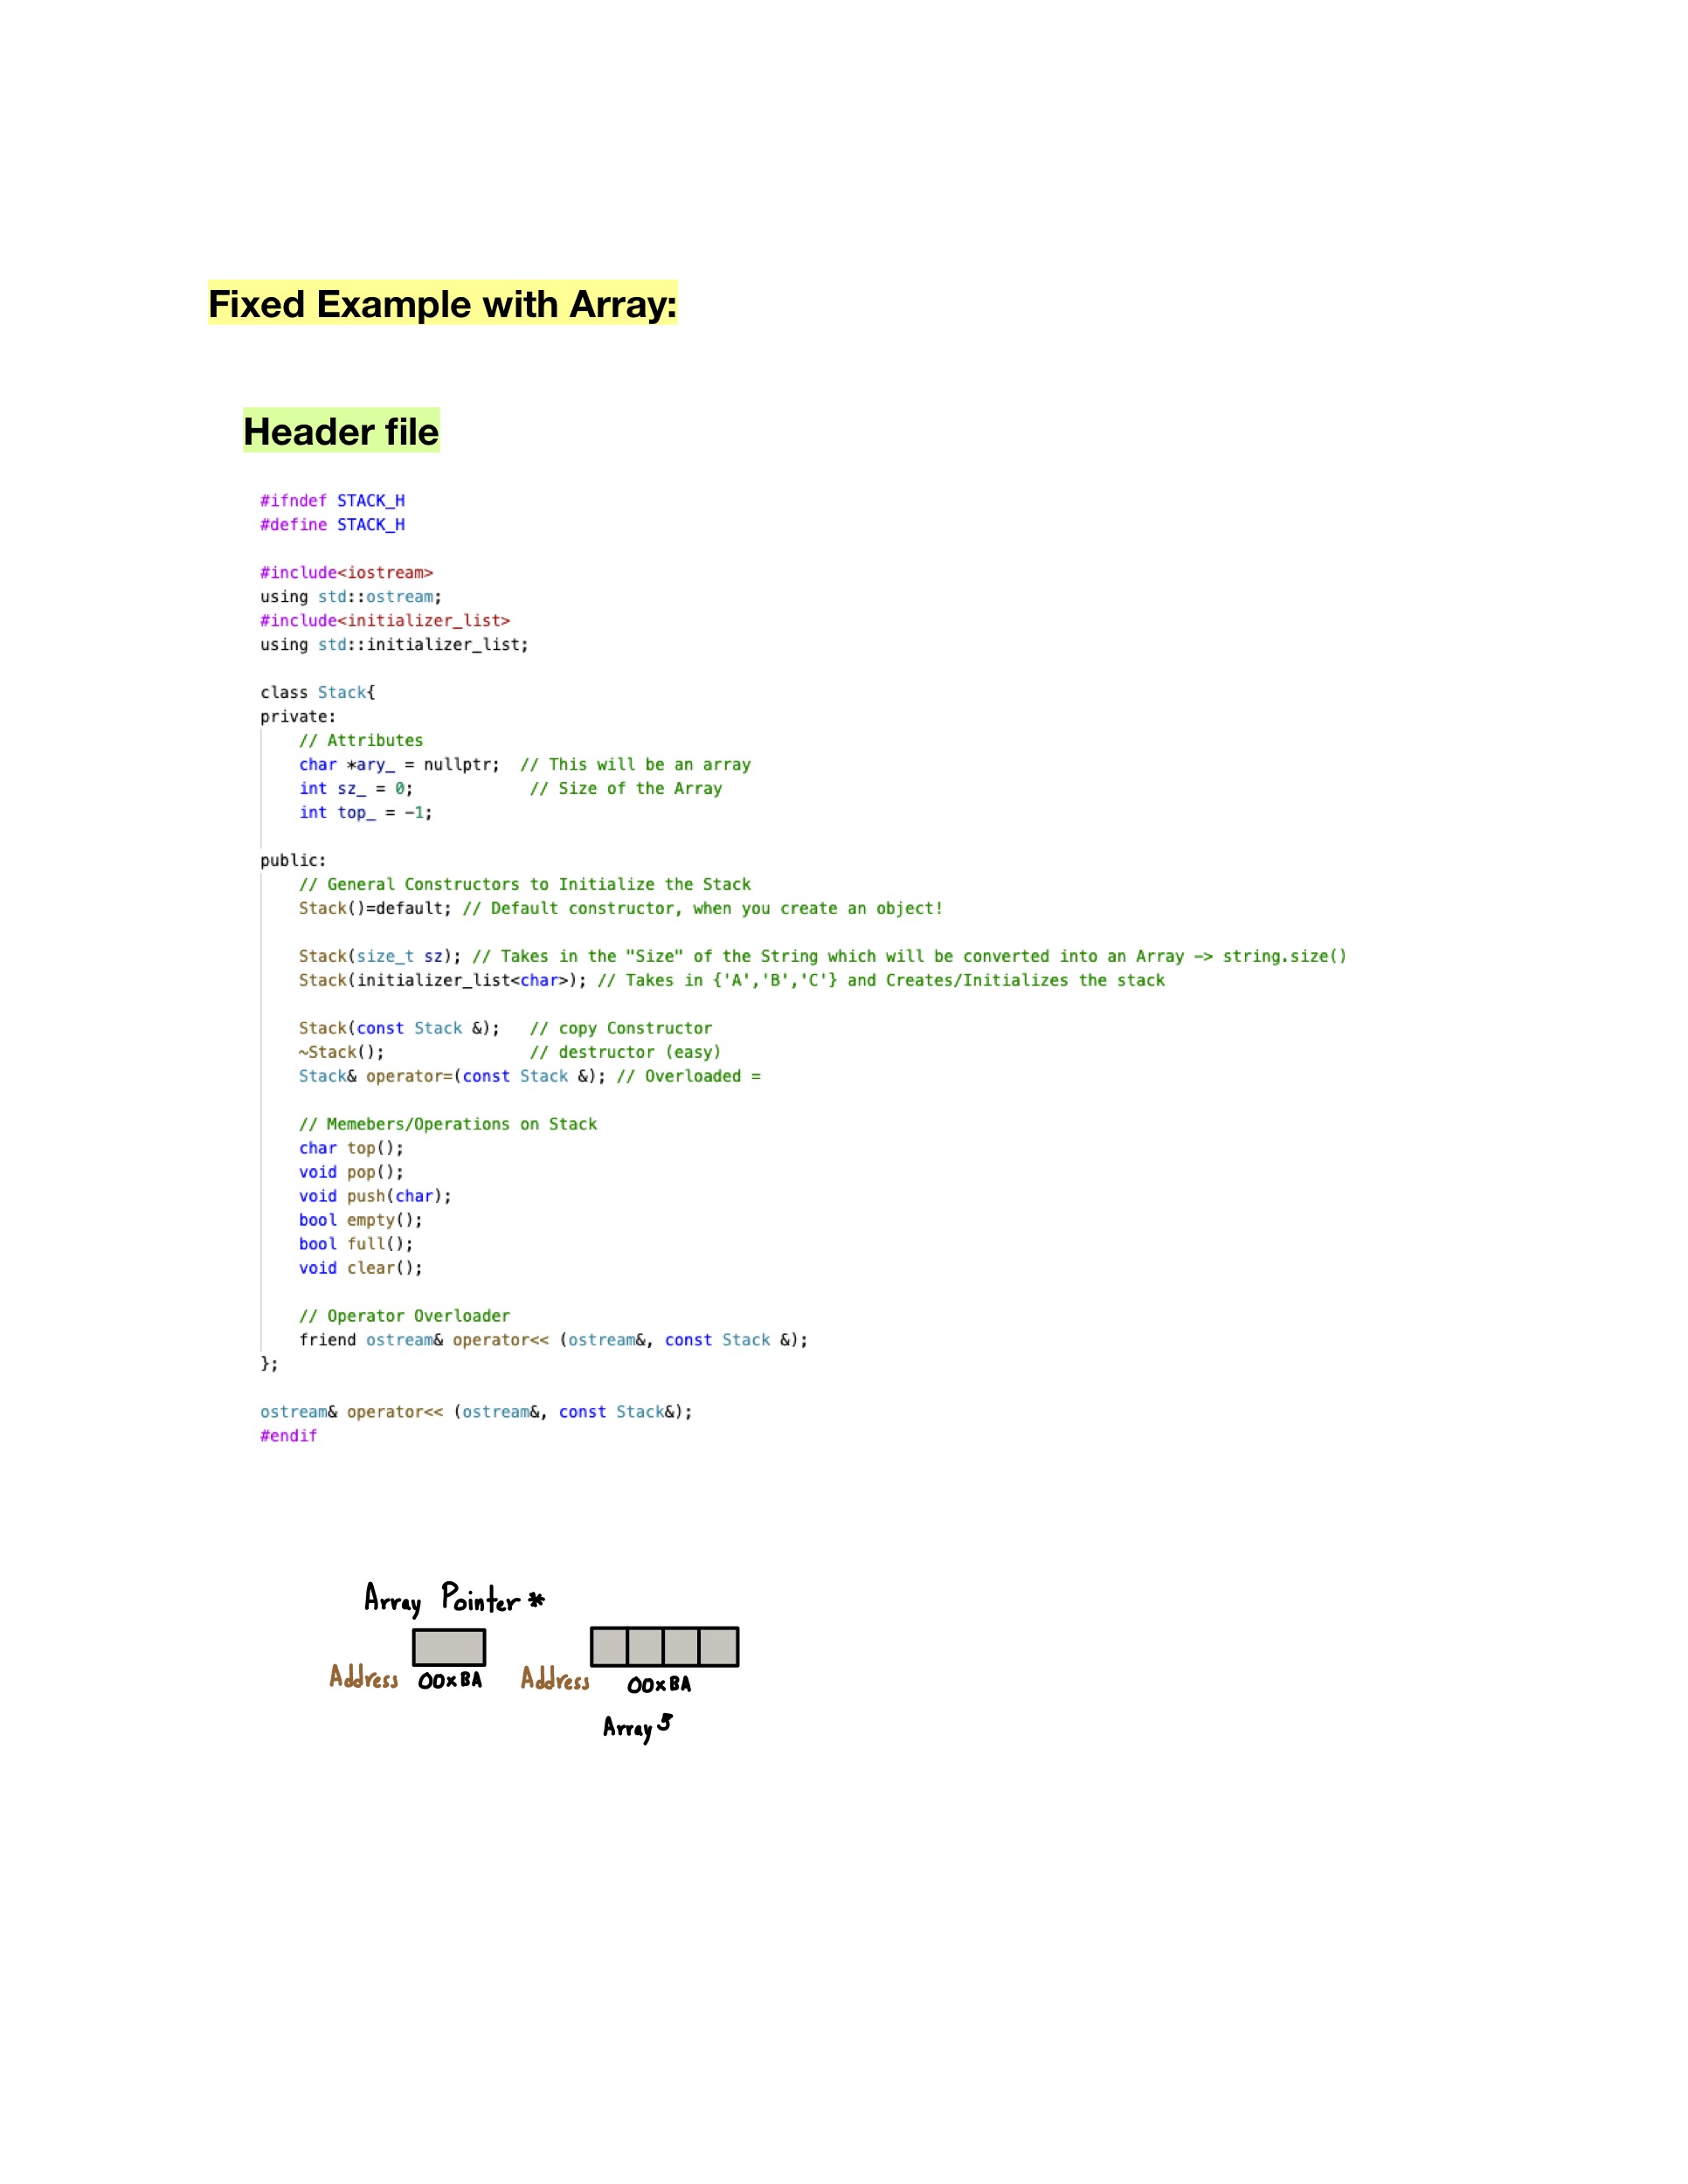 Fixed Example with Array:
Header file
#ifndef STACK_H
#define STACK_H
#include<iostream>
using std::ostream;
#include<initializer_list>
using std::initializer_list;
class Stack{
private:
// Attributes
char *ary_ = nullptr;  // This will be an array
int sz_ = 0;            // Size of the Array
int top_ = -1;
public:
// General Constructors to Initialize the Stack
Stack()=default; // Default constructor, when you create an object!
Stack(size_t sz); // Takes in the "Size" of the String which will be converted into an Array -> string.size()
Stack(initializer_list<char>); // Takes in {'A','B','C'} and Creates/Initializes the stack
Stack(const Stack &);   // copy Constructor
~Stack();               // destructor (easy)
Stack& operator=(const Stack &); // Overloaded =
// Memebers/Operations on Stack
char top();
void pop();
void push(char);
bool empty();
bool full();
void clear();
// Operator Overloader
friend ostream& operator<< (ostream&, const Stack &);
};
ostream& operator<< (ostream&, const Stack&);
#endif
Array Pointer *
Address 00xBA Address 00xBA
Array